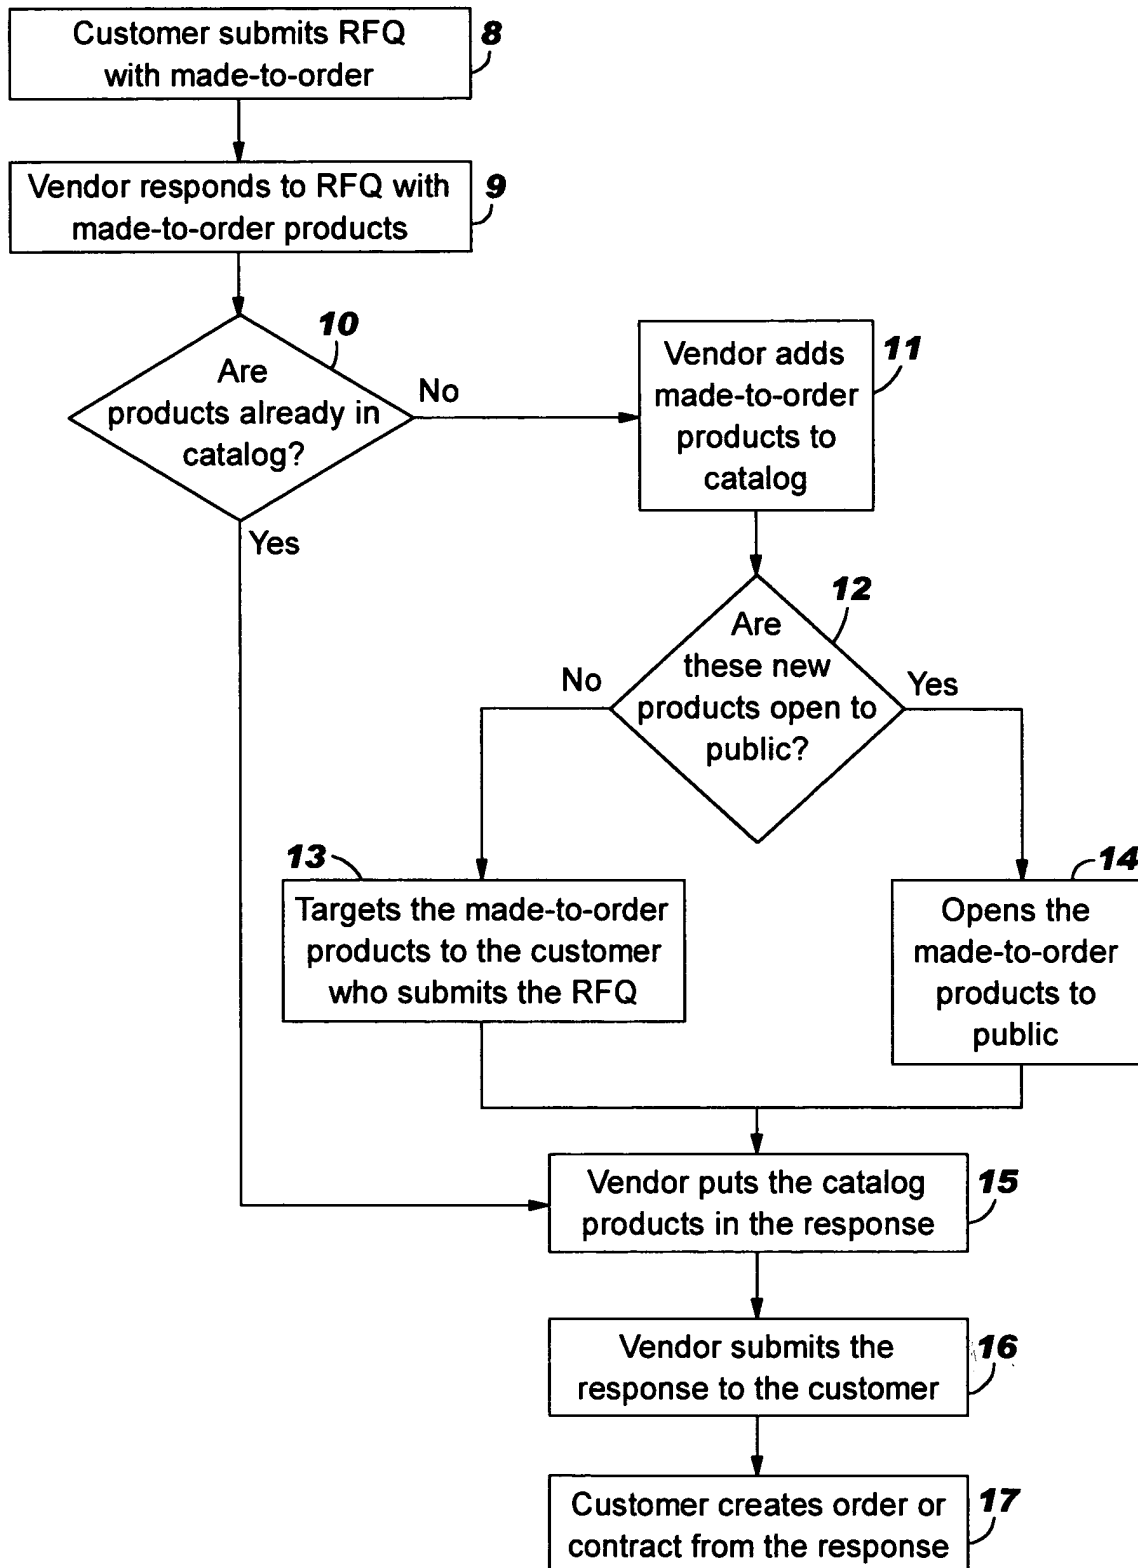 Customer submits RFQ
with made-to-order
8
Vendor responds to RFQ with
made-to-order products
9
10
Are
products already in
catalog?
No
Yes
Vendor adds
made-to-order
products to
catalog
11
12
Are
these new
products open to
public?
No
Yes
13
Targets the made-to-order
products to the customer
who submits the RFQ
14
Opens the
made-to-order
products to
public
Vendor puts the catalog
products in the response
15
Vendor submits the
response to the customer
16
Customer creates order or
contract from the response
17